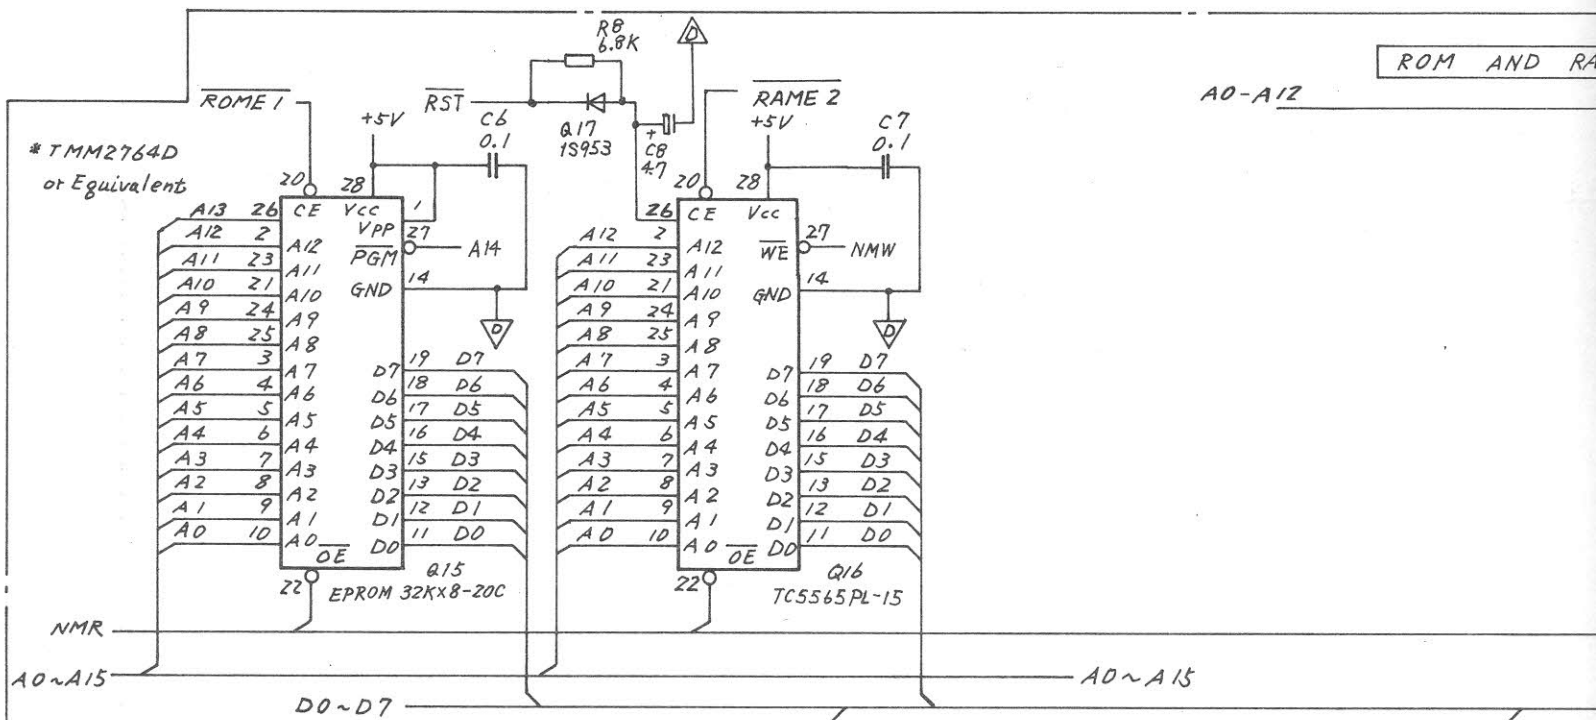 ROM AND RA
A0-A12
R8
6.8K
D
ROME1
RST
Q17
1S953
+
C8
4.7
RAME2
+5V
C6
0.1
+5V
C7
0.1
* TMM2764D
or Equivalent
20 28
CE Vcc 1
VPP 27
PGM A14
GND 14
D
A13 26
A12 2 A12
A11 23 A11
A10 21 A10
A9 24 A9
A8 25 A8
A7 3 A7
A6 4 A6
A5 5 A5
A4 6 A4
A3 7 A3
A2 8 A2
A1 9 A1
A0 10 A0
D7 19 D7
D6 18 D6
D5 17 D5
D4 16 D4
D3 15 D3
D2 13 D2
D1 12 D1
D0 11 D0
OE
22
Q15
EPROM 32K×8-20C
20 28
26 CE Vcc
WE 27 NMW
GND 14
D
A12 2 A12
A11 23 A11
A10 21 A10
A9 24 A9
A8 25 A8
A7 3 A7
A6 4 A6
A5 5 A5
A4 6 A4
A3 7 A3
A2 8 A2
A1 9 A1
A0 10 A0
D7 19 D7
D6 18 D6
D5 17 D5
D4 16 D4
D3 15 D3
D2 13 D2
D1 12 D1
D0 11 D0
OE
22
Q16
TC5565PL-15
NMR
A0~A15
A0~A15
D0~D7